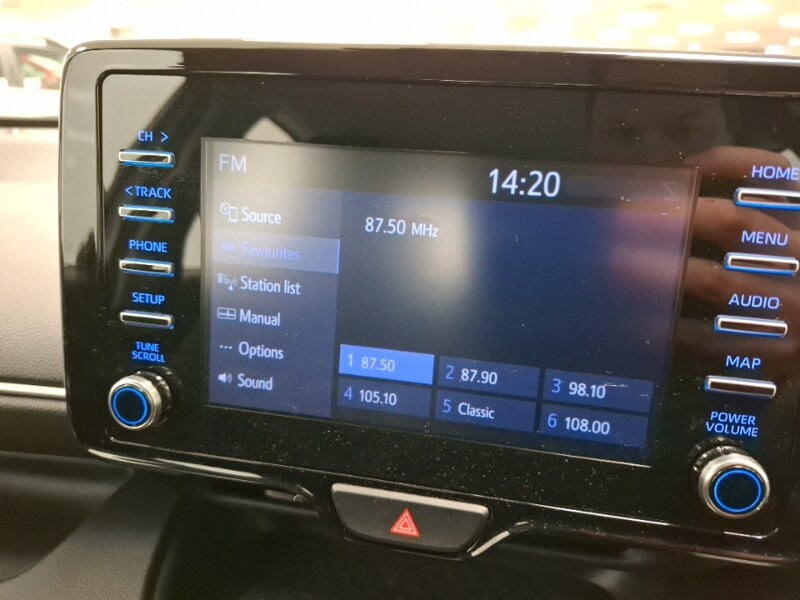 CH >
< TRACK
PHONE
SETUP
TUNE
SCROLL
FM
14:20
Source
Favourites
Station list
Manual
Options
Sound
87.50 MHz
1 87.50
2 87.90
3 98.10
4 105.10
5 Classic
6 108.00
HOME
MENU
AUDIO
MAP
POWER
VOLUME